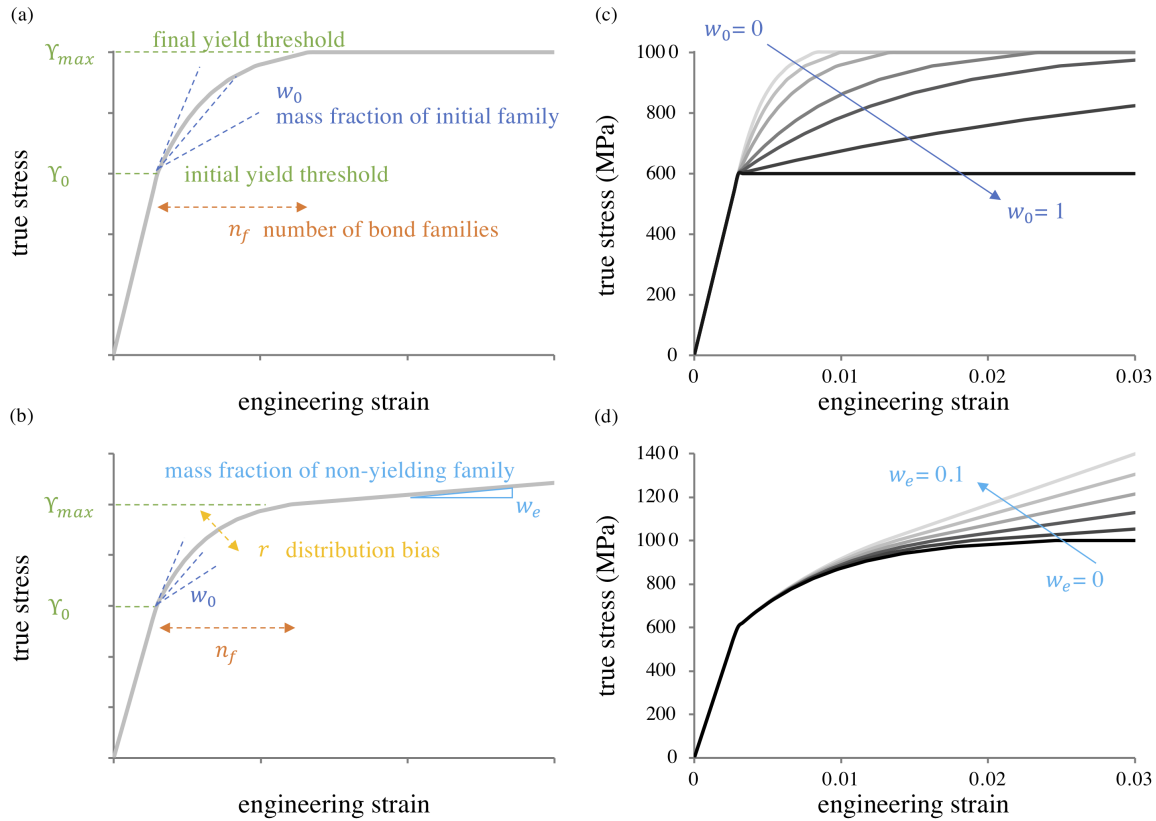 (a)
ϒmax
final yield threshold
w0
mass fraction of initial family
ϒ0
initial yield threshold
nf number of bond families
true stress
engineering strain
(b)
mass fraction of non-yielding family
ϒmax
we
r distribution bias
ϒ0
w0
nf
true stress
engineering strain
(c)
w0= 0
w0= 1
1000
800
600
400
200
0
true stress (MPa)
0 0.01 0.02 0.03
engineering strain
(d)
1400
1200
1000
800
600
400
200
0
we= 0.1
we= 0
true stress (MPa)
0 0.01 0.02 0.03
engineering strain